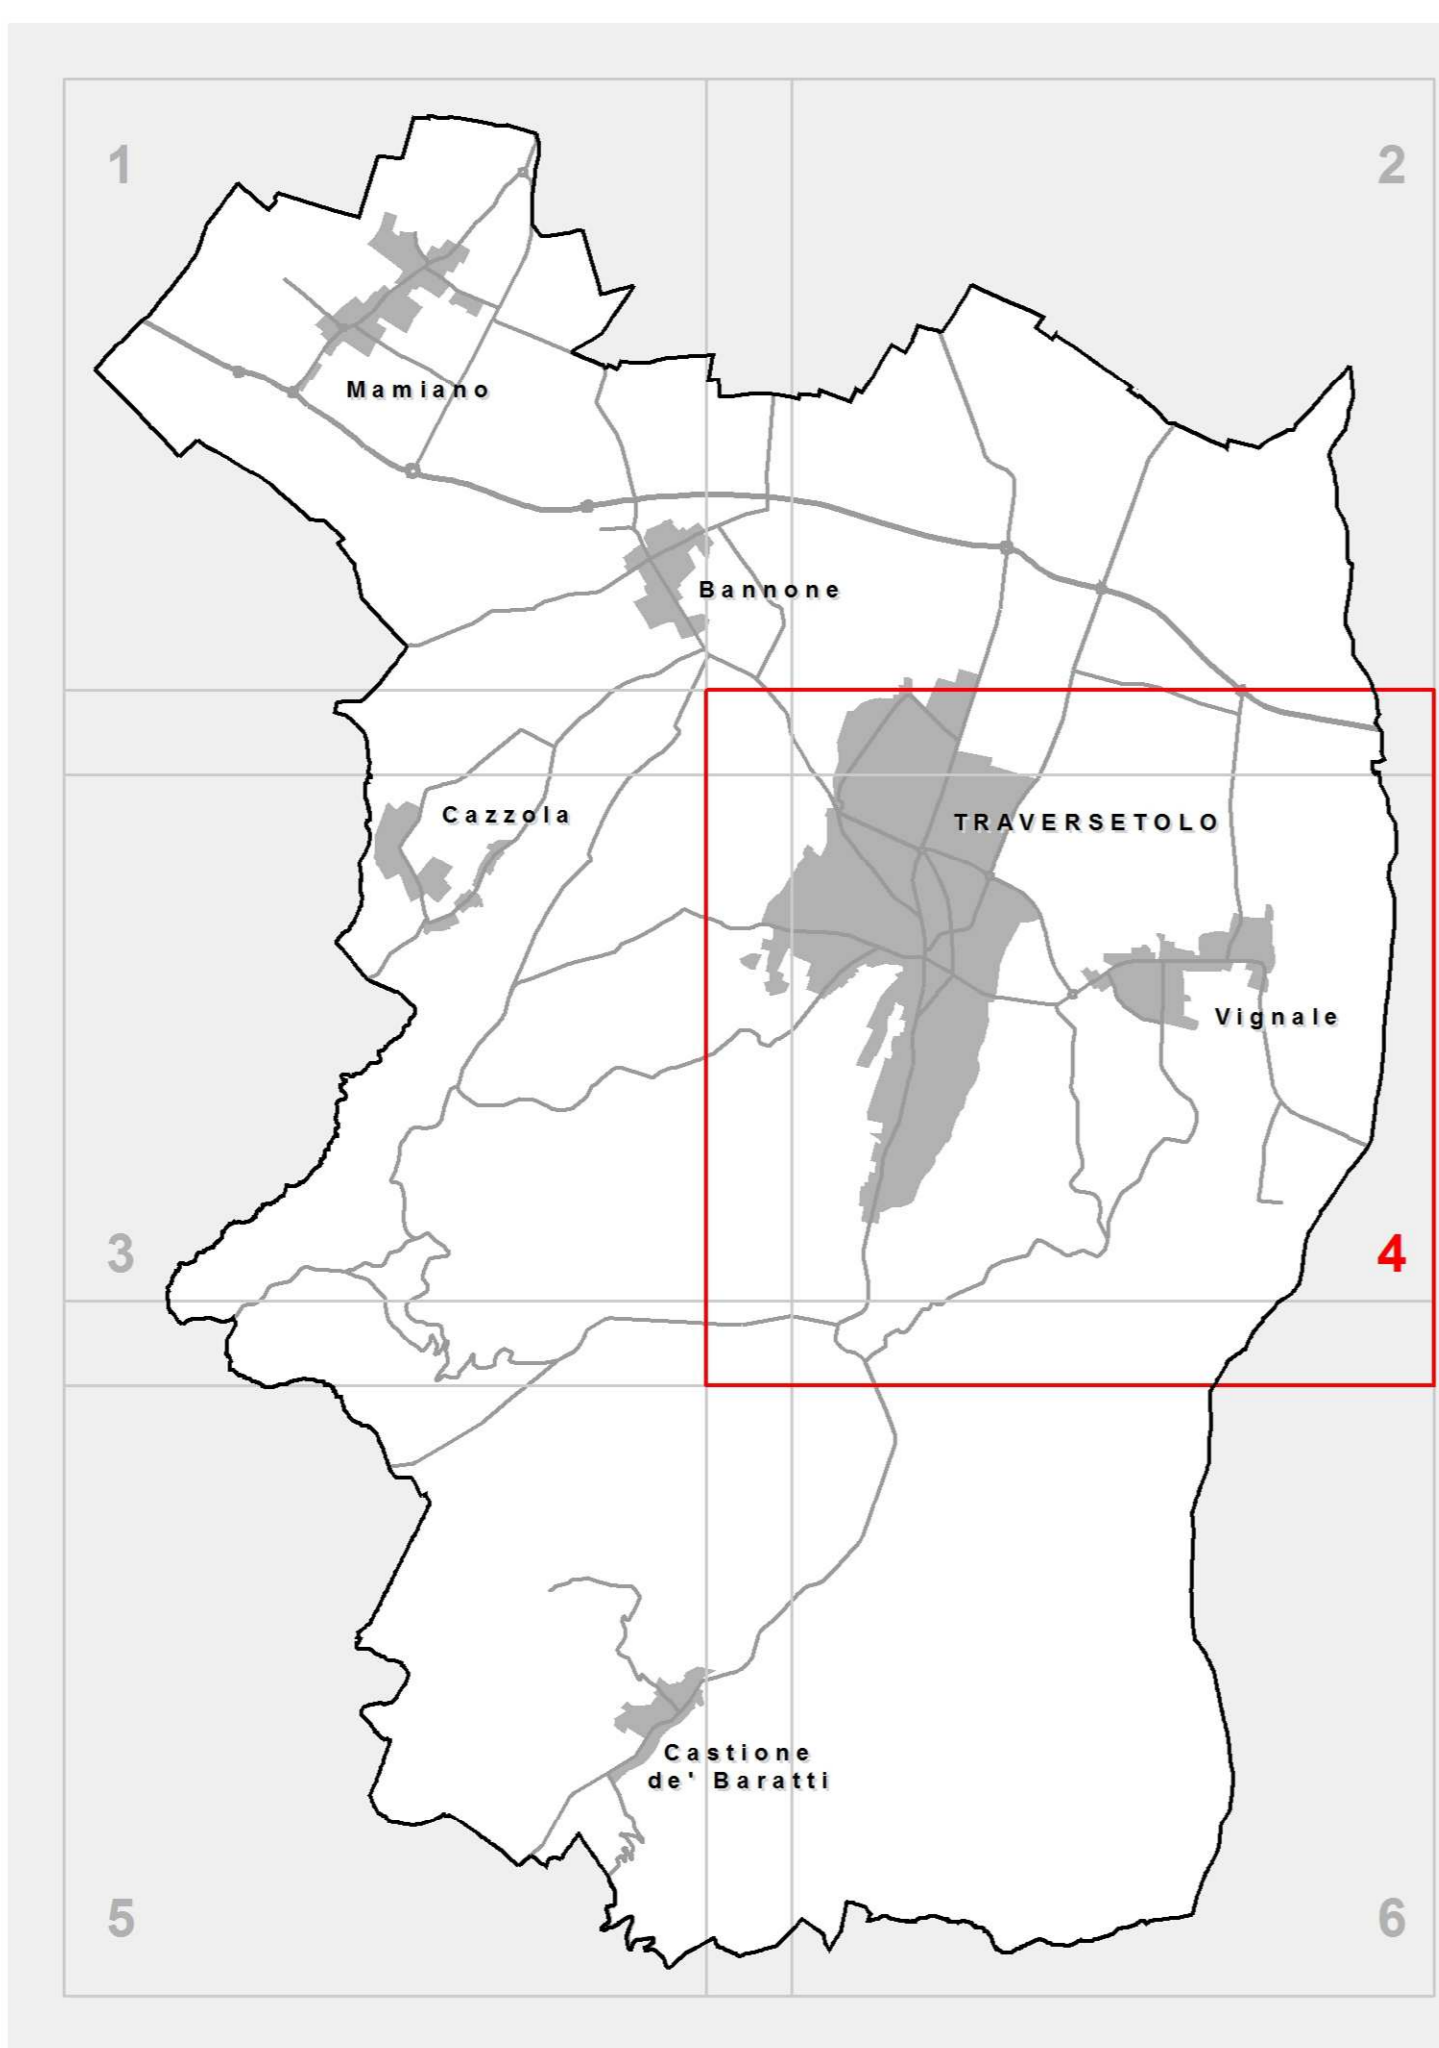 1
2
Mamiano
Bannone
Cazzola
TRAVERSETOLO
Vignale
3
4
Castione
de' Baratti
5
6